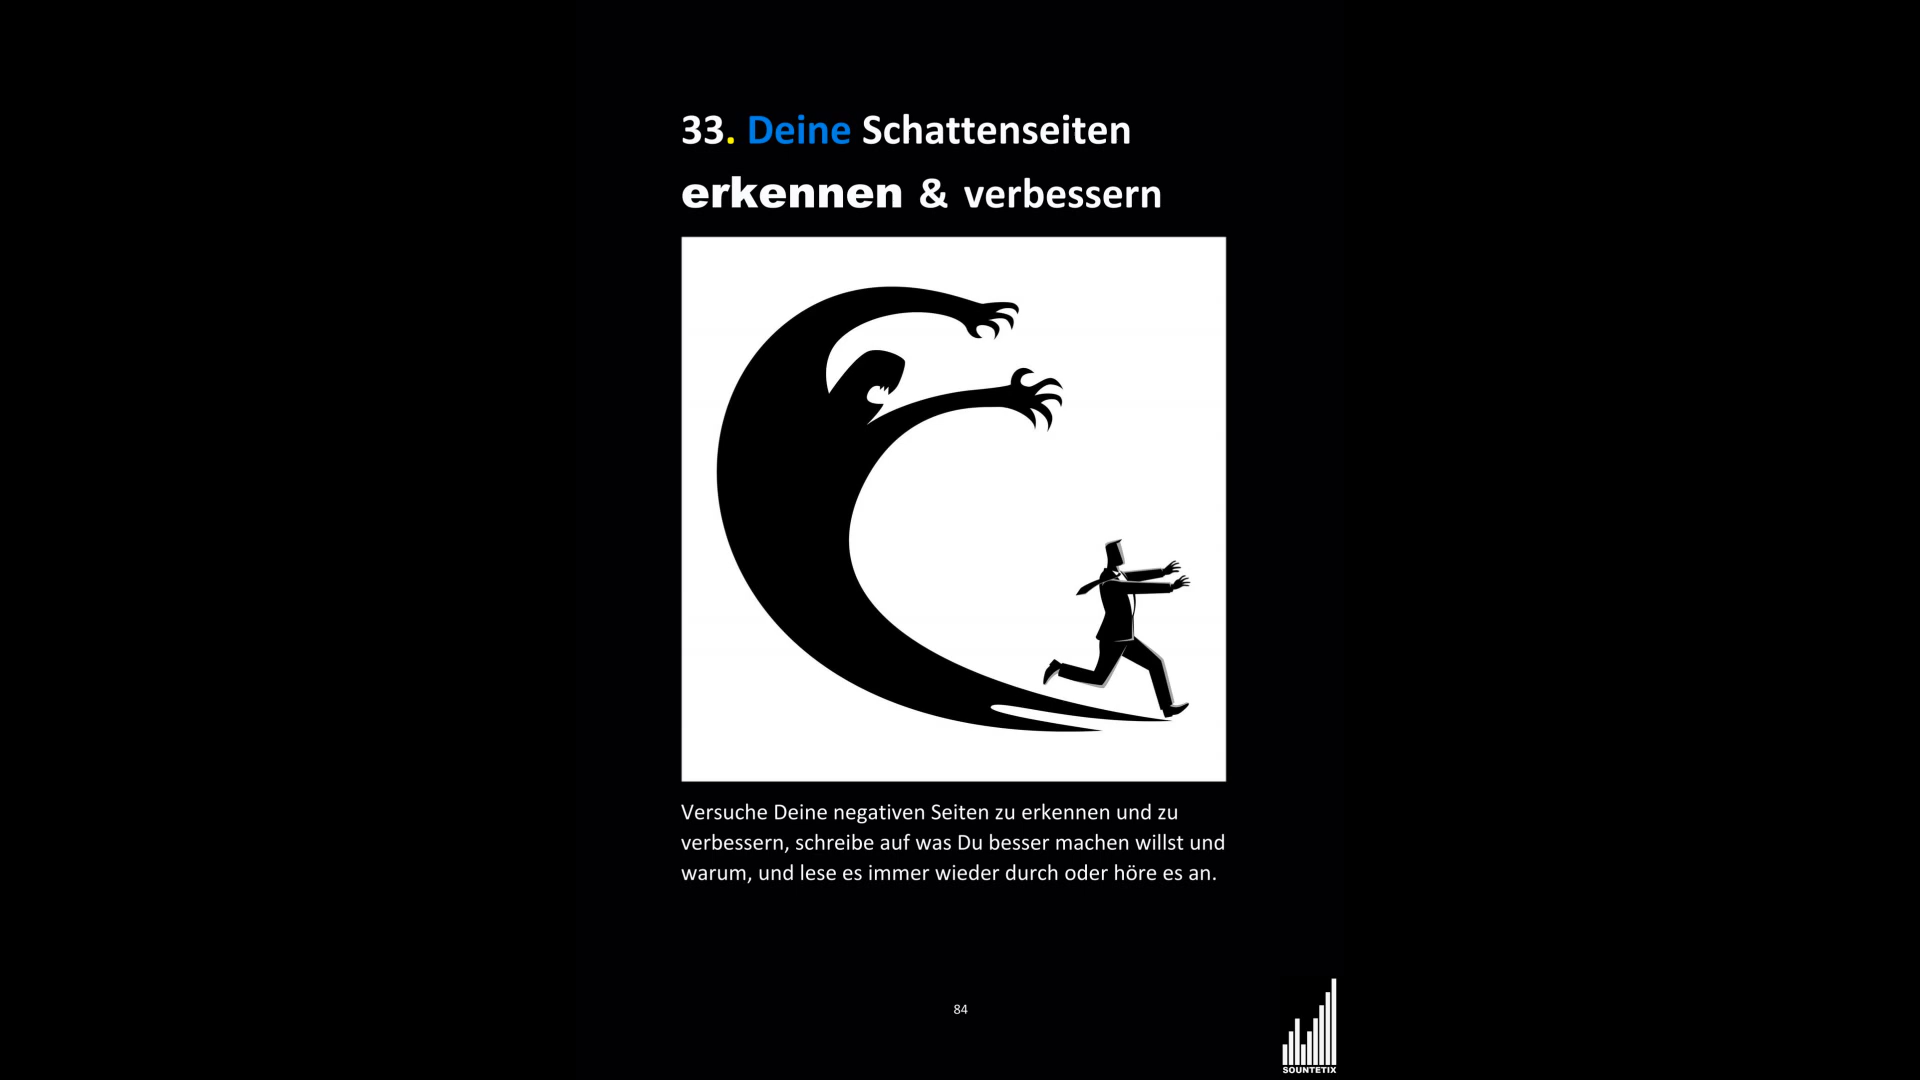 33. Deine Schattenseiten
erkennen & verbessern
Versuche Deine negativen Seiten zu erkennen und zu
verbessern, schreibe auf was Du besser machen willst und
warum, und lese es immer wieder durch oder höre es an.
84
SOUNTETIX